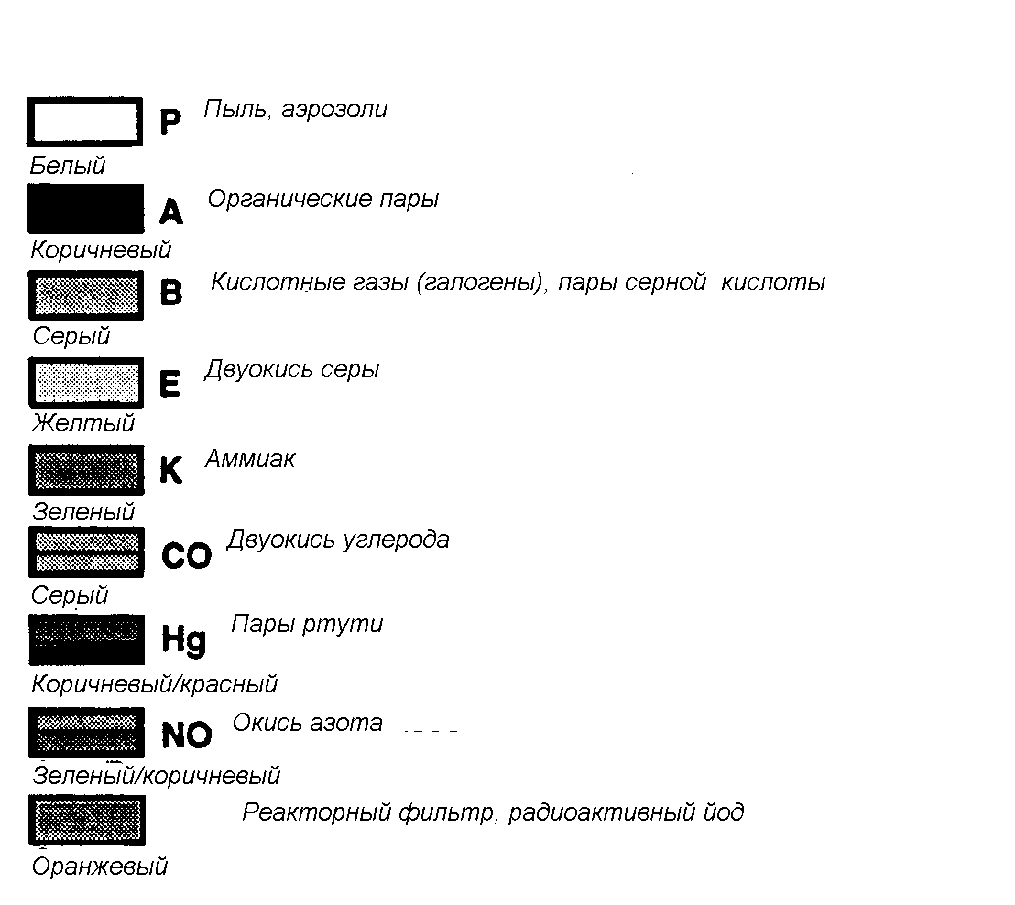 P Пыль, аэрозоли
Белый
A Органические пары
Коричневый
B Кислотные газы (галогены), пары серной кислоты
Серый
E Двуокись серы
Желтый
K Аммиак
Зеленый
CO Двуокись углерода
Серый
Hg Пары ртути
Коричневый/красный
NO Окись азота
Зеленый/коричневый
Реакторный фильтр, радиоактивный йод
Оранжевый